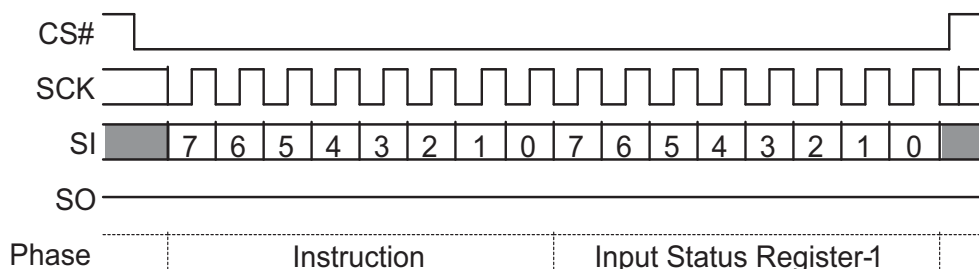 CS#
SCK
SI 7 6 5 4 3 2 1 0 7 6 5 4 3 2 1 0
SO
Phase Instruction Input Status Register-1